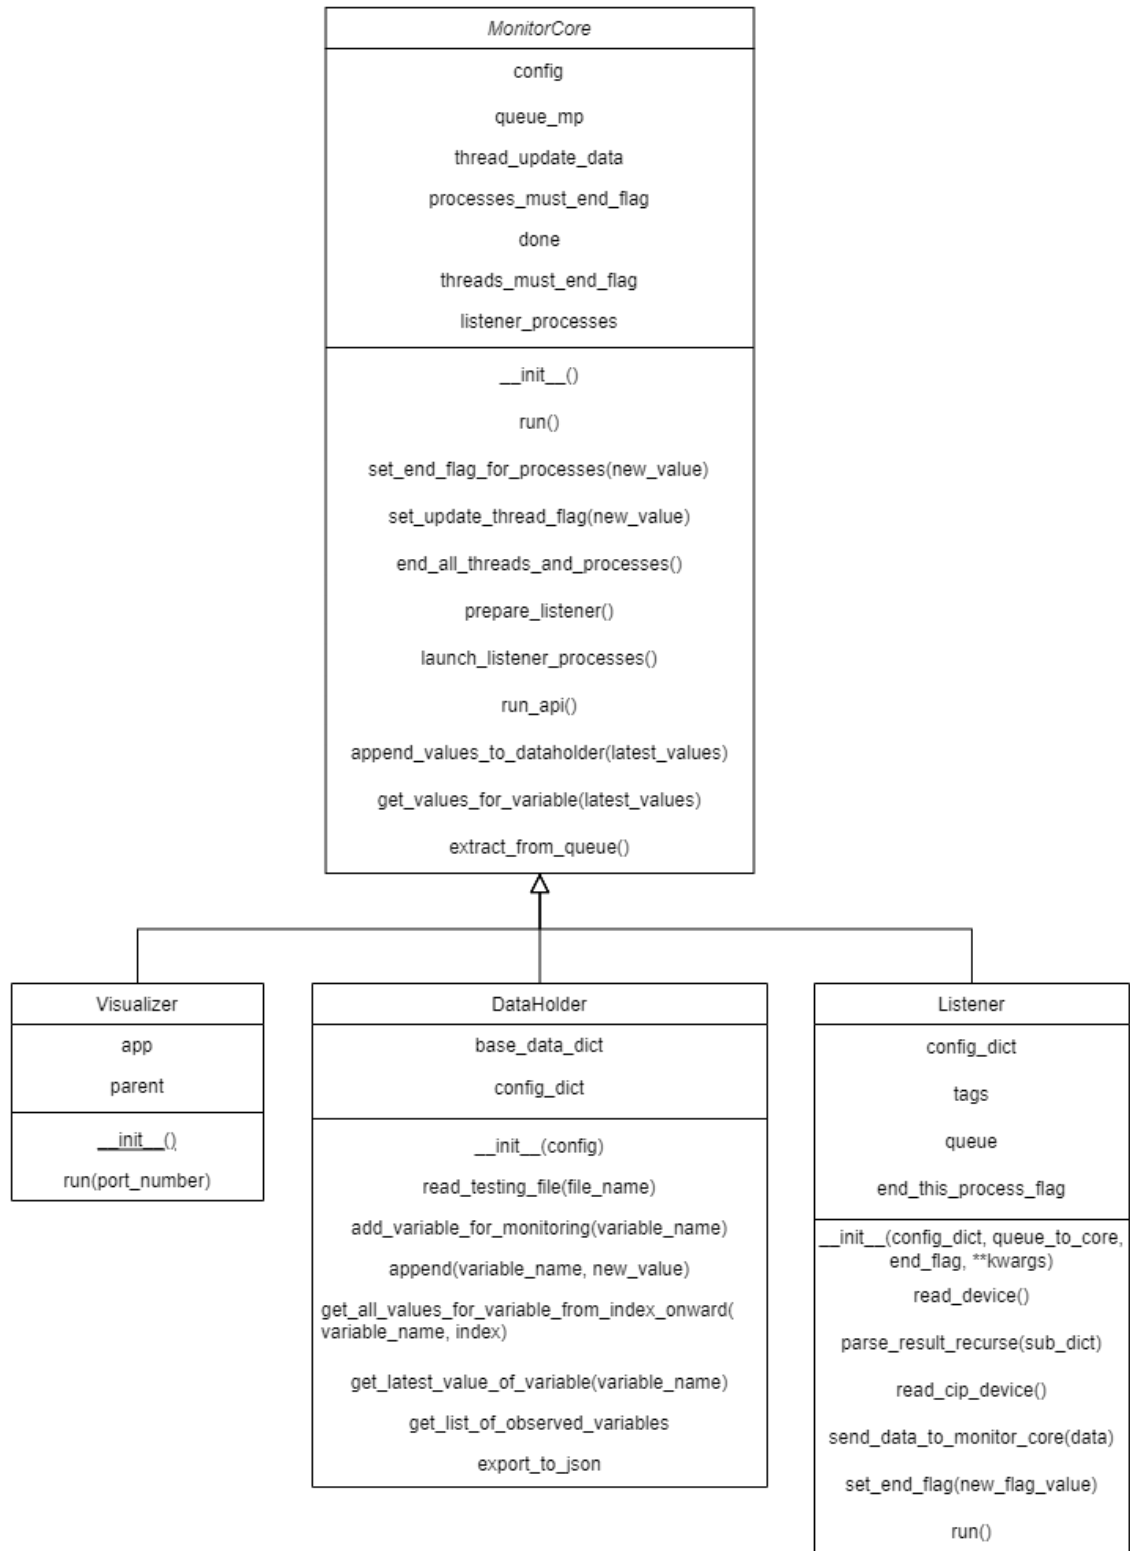 MonitorCore
config
queue_mp
thread_update_data
processes_must_end_flag
done
threads_must_end_flag
listener_processes
__init__()
run()
set_end_flag_for_processes(new_value)
set_update_thread_flag(new_value)
end_all_threads_and_processes()
prepare_listener()
launch_listener_processes()
run_api()
append_values_to_dataholder(latest_values)
get_values_for_variable(latest_values)
extract_from_queue()
Visualizer
app
parent
__init__()
run(port_number)
DataHolder
base_data_dict
config_dict
__init__(config)
read_testing_file(file_name)
add_variable_for_monitoring(variable_name)
append(variable_name, new_value)
get_all_values_for_variable_from_index_onward(
variable_name, index)
get_latest_value_of_variable(variable_name)
get_list_of_observed_variables
export_to_json
Listener
config_dict
tags
queue
end_this_process_flag
__init__(config_dict, queue_to_core,
end_flag, **kwargs)
read_device()
parse_result_recurse(sub_dict)
read_cip_device()
send_data_to_monitor_core(data)
set_end_flag(new_flag_value)
run()